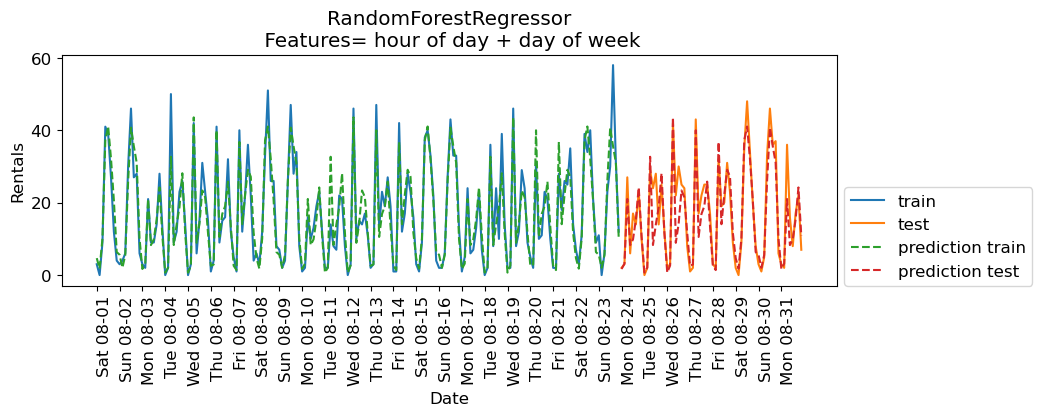 RandomForestRegressor
Features= hour of day + day of week
Rentals
60
40
20
0
Sat 08-01
Sun 08-02
Mon 08-03
Tue 08-04
Wed 08-05
Thu 08-06
Fri 08-07
Sat 08-08
Sun 08-09
Mon 08-10
Tue 08-11
Wed 08-12
Thu 08-13
Fri 08-14
Sat 08-15
Sun 08-16
Mon 08-17
Tue 08-18
Wed 08-19
Thu 08-20
Fri 08-21
Sat 08-22
Sun 08-23
Mon 08-24
Tue 08-25
Wed 08-26
Thu 08-27
Fri 08-28
Sat 08-29
Sun 08-30
Mon 08-31
Date
train
test
prediction train
prediction test